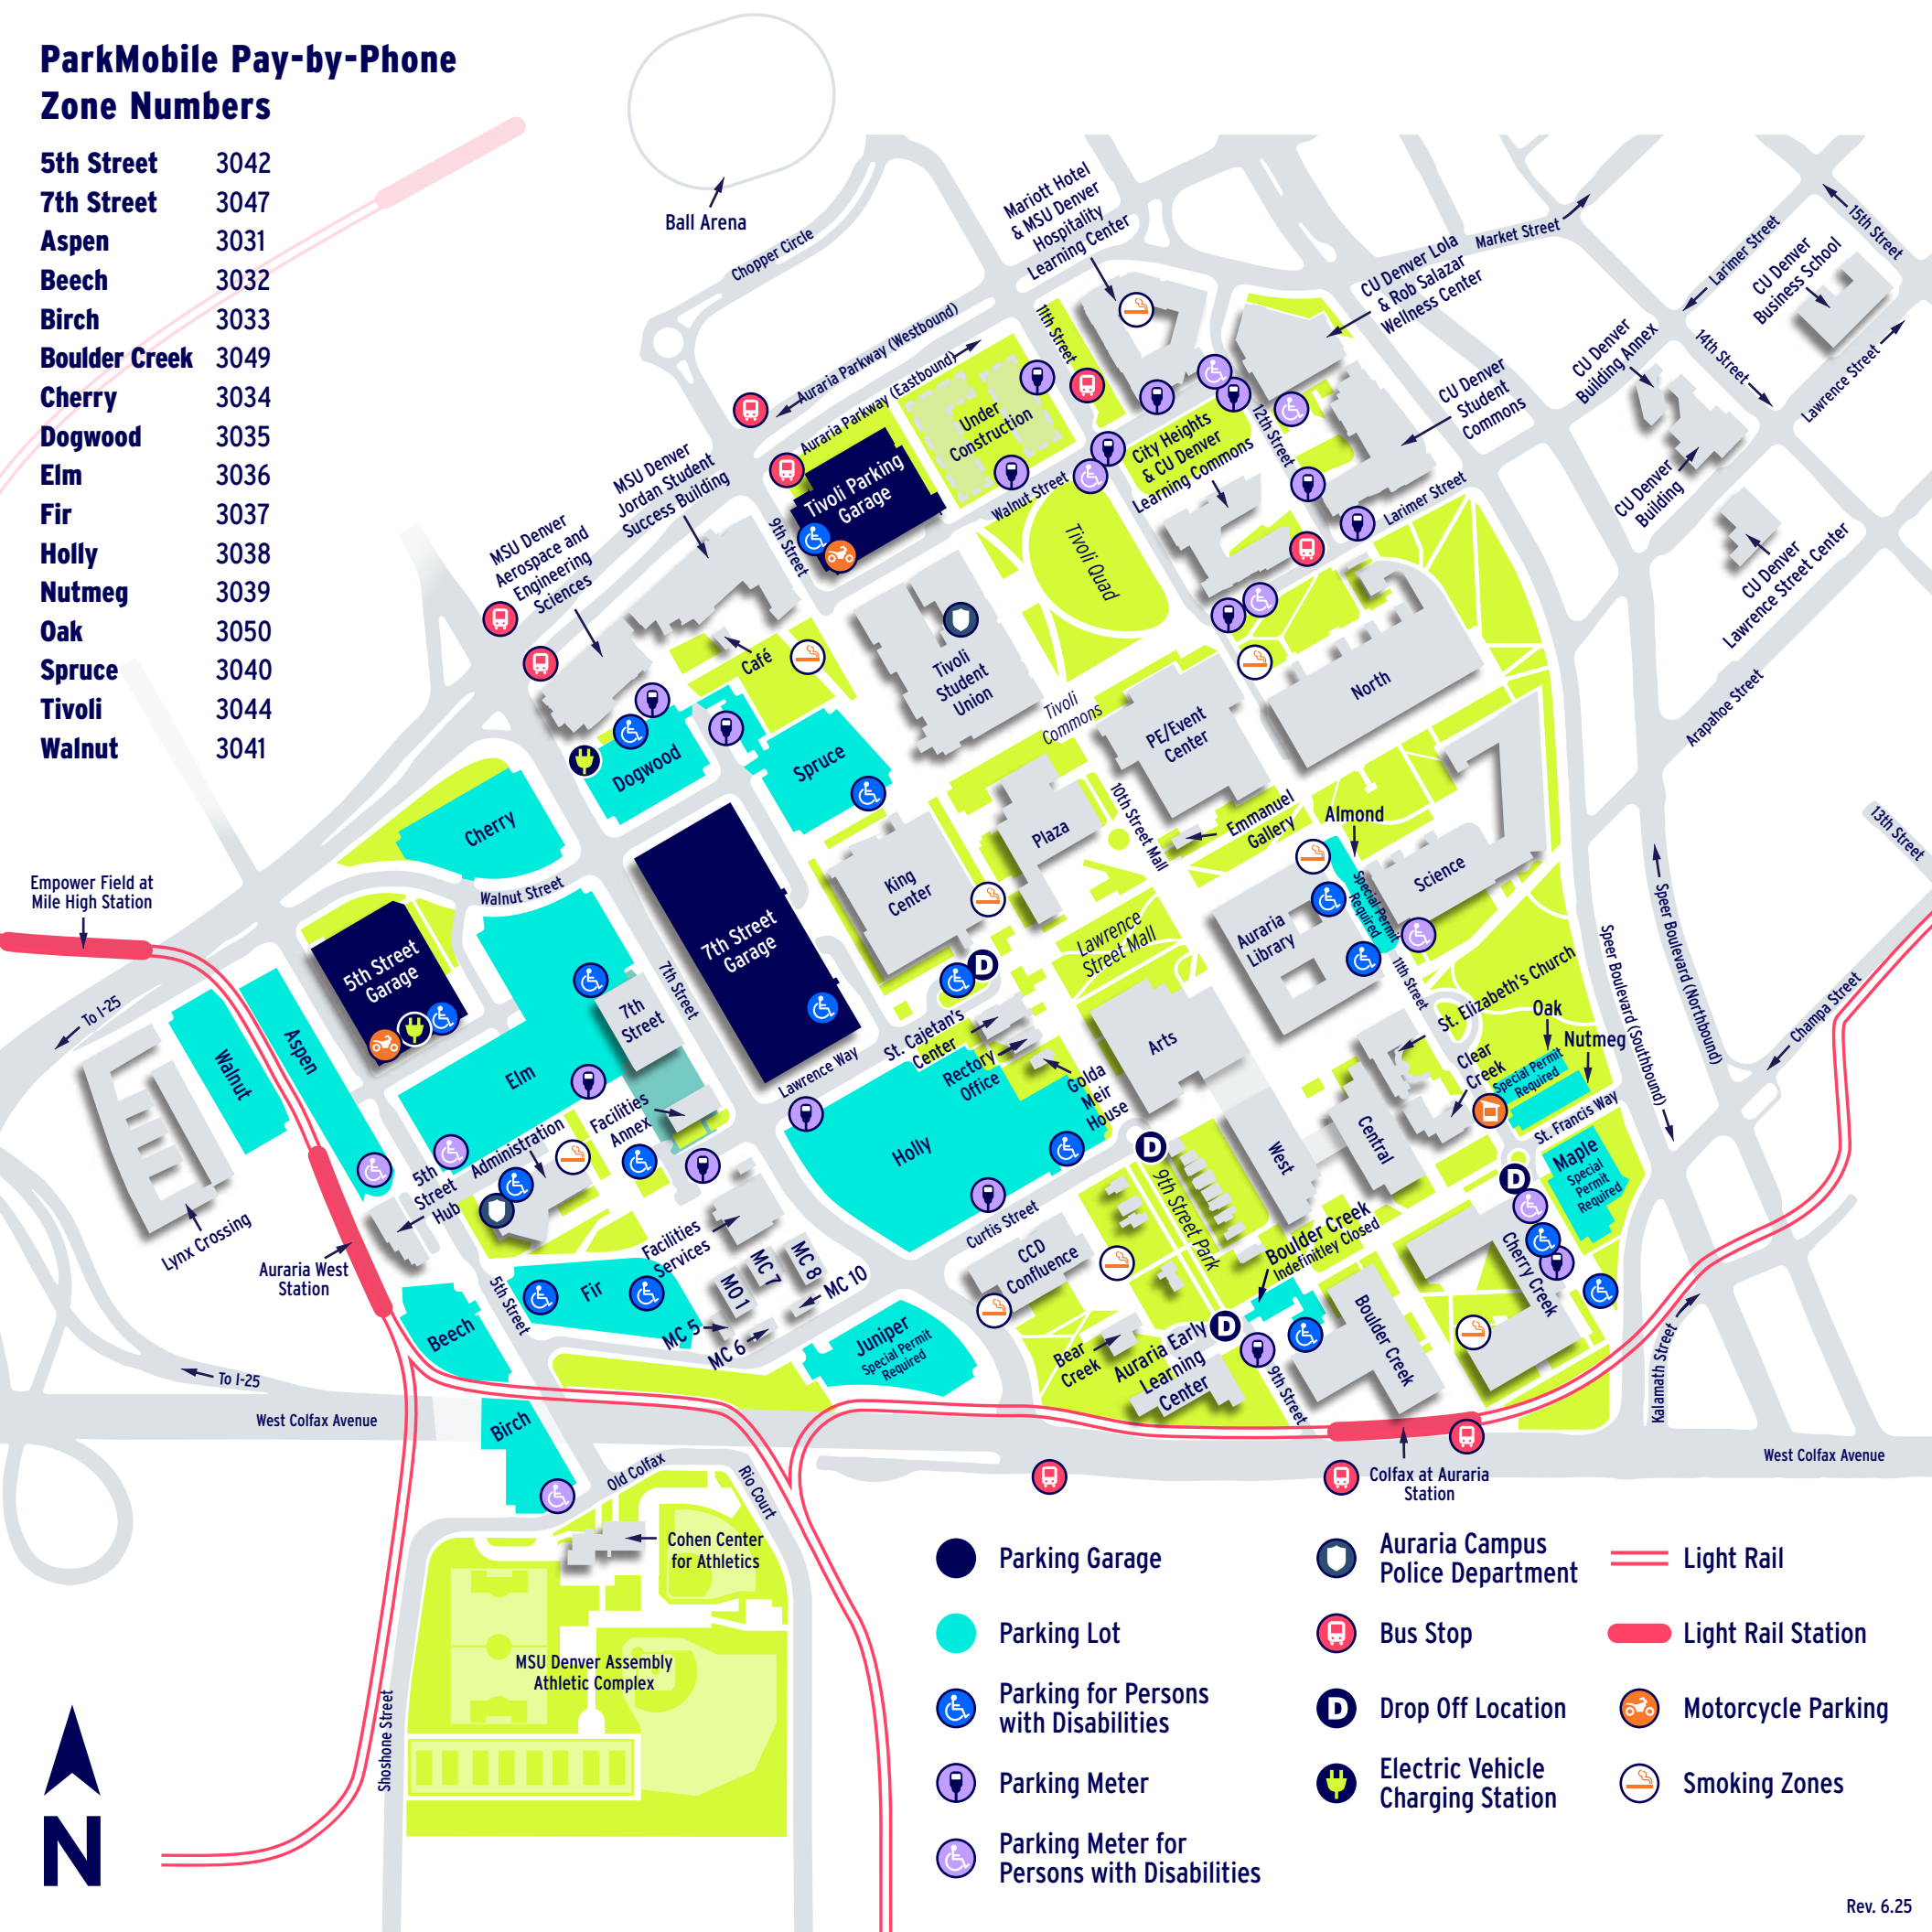 ParkMobile Pay-by-Phone
Zone Numbers
5th Street 3042
7th Street 3047
Aspen 3031
Beech 3032
Birch 3033
Boulder Creek 3049
Cherry 3034
Dogwood 3035
Elm 3036
Fir 3037
Holly 3038
Nutmeg 3039
Oak 3050
Spruce 3040
Tivoli 3044
Walnut 3041
Ball Arena
Chopper Circle
Mariott Hotel
& MSU Denver
Hospitality
Learning Center
Auraria Parkway (Westbound)
Auraria Parkway (Eastbound)
11th Street
Under
Construction
Market Street
CU Denver Lola
& Rob Salazar
Wellness Center
Larimer Street
15th Street
CU Denver
Business School
14th Street
Lawrence Street
CU Denver
Building Annex
CU Denver
Student
Commons
City Heights
& CU Denver
Learning Commons
12th Street
Larimer Street
CU Denver
Building
CU Denver
Lawrence Street Center
Arapahoe Street
13th Street
MSU Denver
Jordan Student
Success Building
Tivoli Parking
Garage
9th Street
Walnut Street
Tivoli Quad
MSU Denver
Aerospace and
Engineering
Sciences
Café
Tivoli
Student
Union
Tivoli
Commons
PE/Event
Center
North
Dogwood
Spruce
Cherry
Walnut Street
Plaza
10th Street Mall
Emmanuel
Gallery
Almond
Special Permit
Required
Science
King
Center
7th Street
Garage
7th Street
Lawrence
Street Mall
Auraria
Library
11th Street
St. Elizabeth's Church
Speer Boulevard (Southbound)
Speer Boulevard (Northbound)
Champa Street
Empower Field at
Mile High Station
To I-25
5th Street
Garage
Walnut
Aspen
Elm
7th
Street
Lawrence Way
St. Cajetan's
Center
Rectory
Office
Golda
Meir
House
Arts
Clear
Creek
Oak
Nutmeg
Special Permit
Required
St. Francis Way
Maple
Special
Permit
Required
Facilities
Annex
Administration
5th
Street
Hub
Holly
Curtis Street
9th Street Park
West
Central
Lynx Crossing
Auraria West
Station
Facilities
Services
MC 7
MC 8
MO 1
MC 10
MC 5
MC 6
Fir
5th Street
Beech
Juniper
Special Permit
Required
CCD
Confluence
Boulder Creek
Indefinitley Closed
Cherry Creek
Boulder Creek
Bear
Creek
Auraria Early
Learning
Center
9th Street
Kalamath Street
To I-25
West Colfax Avenue
Birch
Old Colfax
Rio Court
Colfax at Auraria
Station
West Colfax Avenue
Cohen Center
for Athletics
MSU Denver Assembly
Athletic Complex
Shoshone Street
N
Parking Garage
Parking Lot
Parking for Persons
with Disabilities
Parking Meter
Parking Meter for
Persons with Disabilities
Auraria Campus
Police Department
Bus Stop
D Drop Off Location
Electric Vehicle
Charging Station
Light Rail
Light Rail Station
Motorcycle Parking
Smoking Zones
D
D
D
D
Rev. 6.25